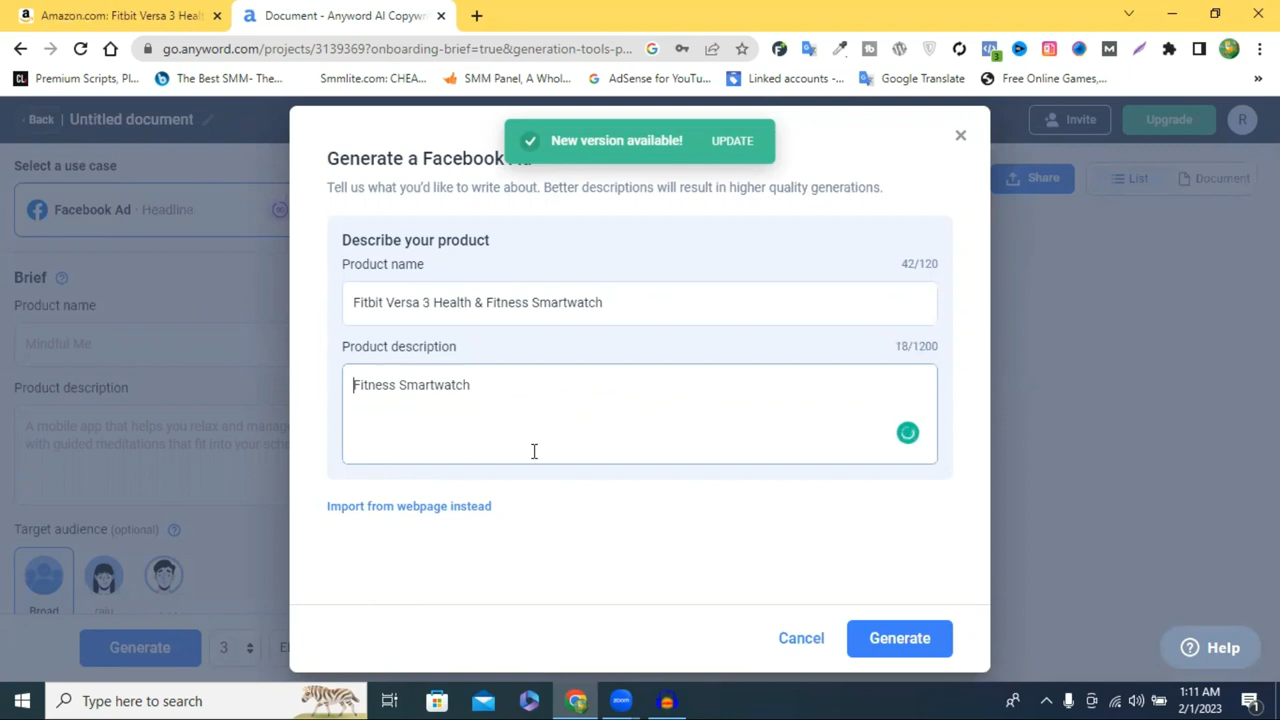 Amazon.com: Fitbit Versa 3 Healt
Document - Anyword AI Copywr
go.anyword.com/projects/3139369?onboarding-brief=true&generation-tools-p...
Premium Scripts, Pl...
The Best SMM- The...
Smmlite.com: CHEA...
SMM Panel, A Whol...
AdSense for YouTu...
Linked accounts -...
Google Translate
Free Online Games,...
Back | Untitled document
Invite
Upgrade
R
New version available! UPDATE
Generate a Facebook
Tell us what you'd like to write about. Better descriptions will result in higher quality generations.
Select a use case
Facebook Ad · Headline
Share
List
Document
Describe your product
Product name 42/120
Fitbit Versa 3 Health & Fitness Smartwatch
Product description 18/1200
Fitness Smartwatch
Import from webpage instead
Cancel
Generate
Brief
Product name
Mindful Me
Product description
A mobile app that helps you relax and mana
with guided meditations that fit into your sch
Target audience (optional)
Broad
Generate
3
Help
Type here to search
1:11 AM
2/1/2023